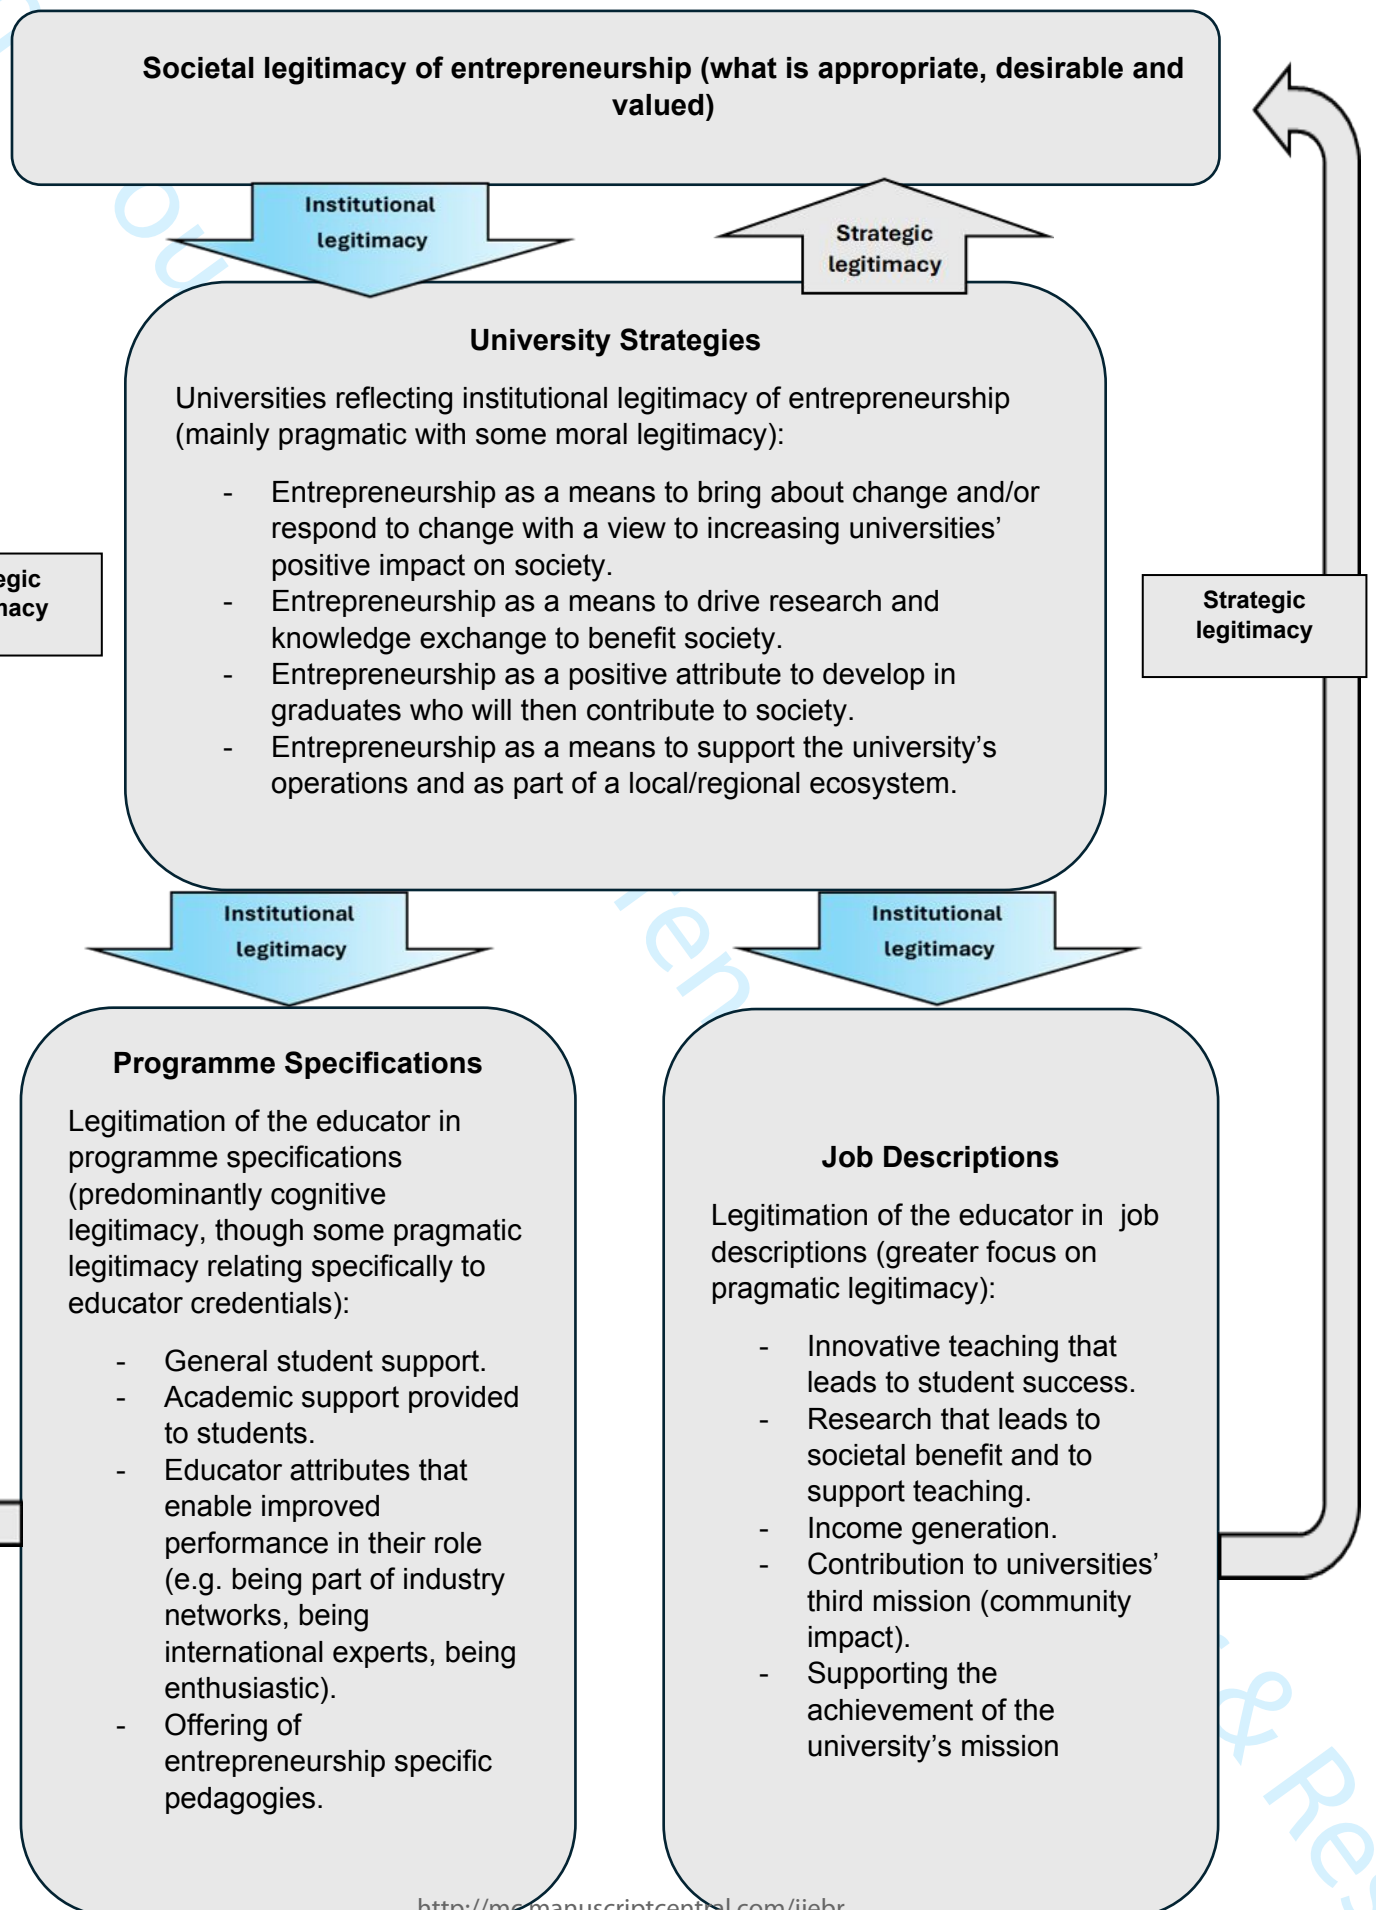 Societal legitimacy of entrepreneurship (what is appropriate, desirable and
valued)
Institutional
legitimacy
Strategic
legitimacy
University Strategies
Universities reflecting institutional legitimacy of entrepreneurship
(mainly pragmatic with some moral legitimacy):
- Entrepreneurship as a means to bring about change and/or
respond to change with a view to increasing universities’
positive impact on society.
- Entrepreneurship as a means to drive research and
knowledge exchange to benefit society.
- Entrepreneurship as a positive attribute to develop in
graduates who will then contribute to society.
- Entrepreneurship as a means to support the university’s
operations and as part of a local/regional ecosystem.
egic
macy
Strategic
legitimacy
Institutional
legitimacy
Institutional
legitimacy
Programme Specifications
Legitimation of the educator in
programme specifications
(predominantly cognitive
legitimacy, though some pragmatic
legitimacy relating specifically to
educator credentials):
- General student support.
- Academic support provided
to students.
- Educator attributes that
enable improved
performance in their role
(e.g. being part of industry
networks, being
international experts, being
enthusiastic).
- Offering of
entrepreneurship specific
pedagogies.
Job Descriptions
Legitimation of the educator in  job
descriptions (greater focus on
pragmatic legitimacy):
- Innovative teaching that
leads to student success.
- Research that leads to
societal benefit and to
support teaching.
- Income generation.
- Contribution to universities’
third mission (community
impact).
- Supporting the
achievement of the
university’s mission
http://mc.manuscriptcentral.com/ijebr